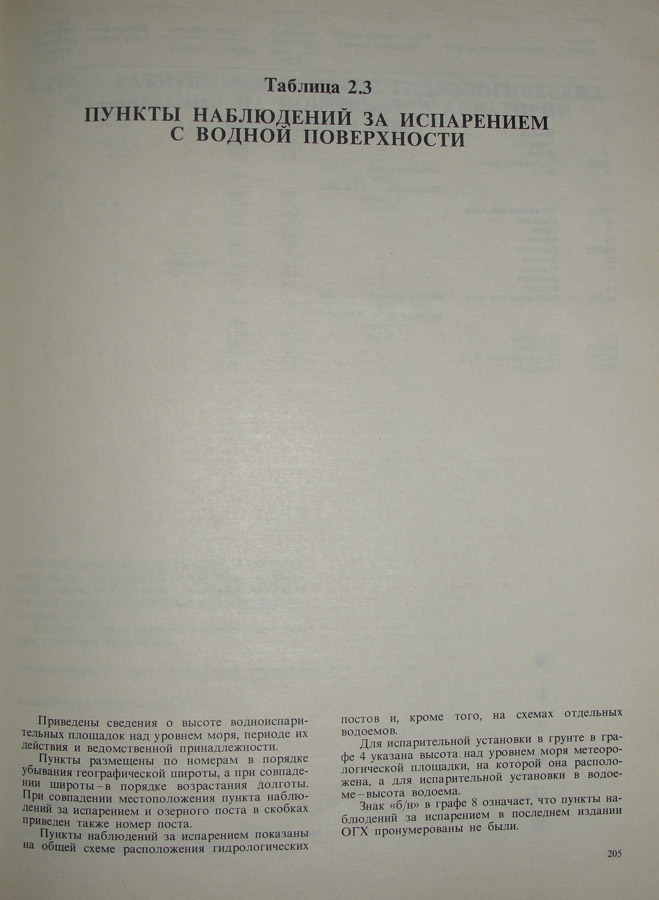 Таблица 2.3
ПУНКТЫ НАБЛЮДЕНИЙ ЗА ИСПАРЕНИЕМ
С ВОДНОЙ ПОВЕРХНОСТИ
Приведены сведения о высоте водноиспари-
тельных площадок над уровнем моря, периоде их
действия и ведомственной принадлежности.
Пункты размещены по номерам в порядке
убывания географической широты, а при совпаде-
нии широты – в порядке возрастания долготы.
При совпадении местоположения пункта наблю-
дений за испарением и озерного поста в скобках
приведен также номер поста.
Пункты наблюдений за испарением показаны
на общей схеме расположения гидрологических
постов и, кроме того, на схемах отдельных
водоемов.
Для испарительной установки в грунте в гра-
фе 4 указана высота над уровнем моря метеоро-
логической площадки, на которой она располо-
жена, а для испарительной установки в водое-
ме – высота водоема.
Знак «б/н» в графе 8 означает, что пункты на-
блюдений за испарением в последнем издании
ОГХ пронумерованы не были.
205